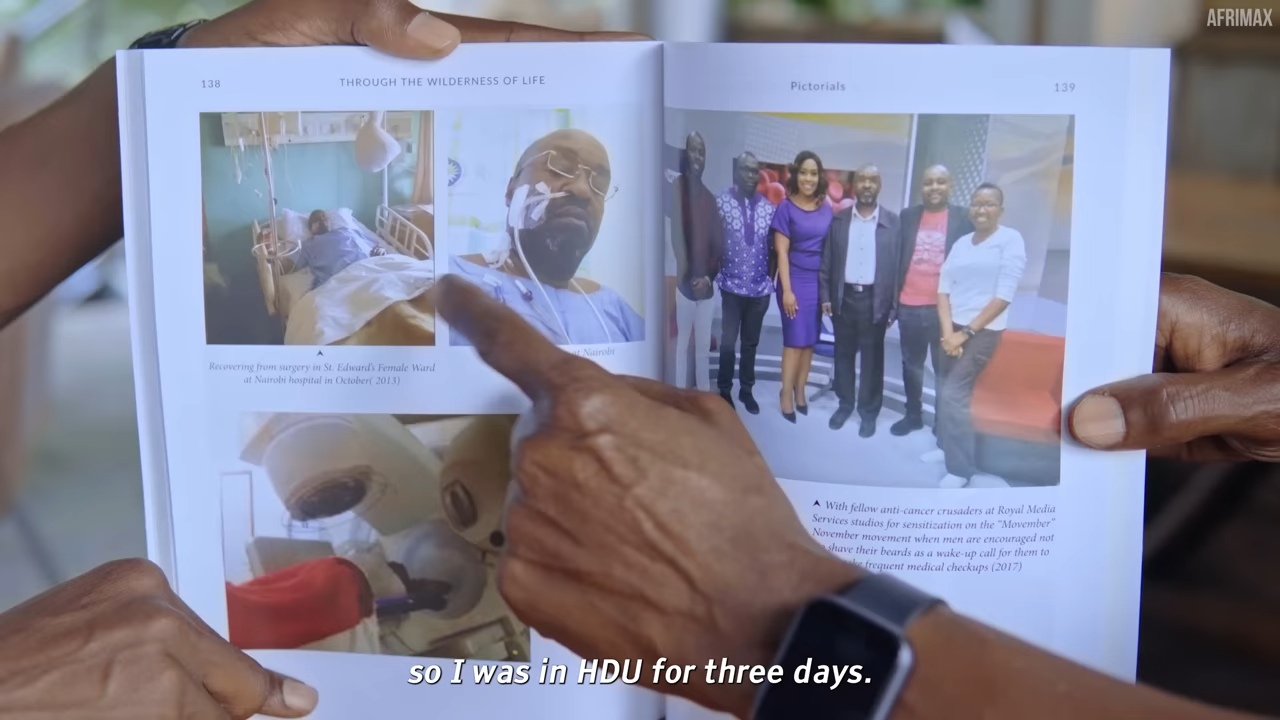 AFRIMAX
138
THROUGH THE WILDERNESS OF LIFE
Recovering from surgery in St. Edward's Female Ward
at Nairobi hospital in October( 2013)
at Nairobi
Pictorials
139
With fellow anti-cancer crusaders at Royal Media
Services studios for sensitization on the "Movember"
November movement when men are encouraged not
shave their beards as a wake-up call for them to
frequent medical checkups (2017)
so I was in HDU for three days.